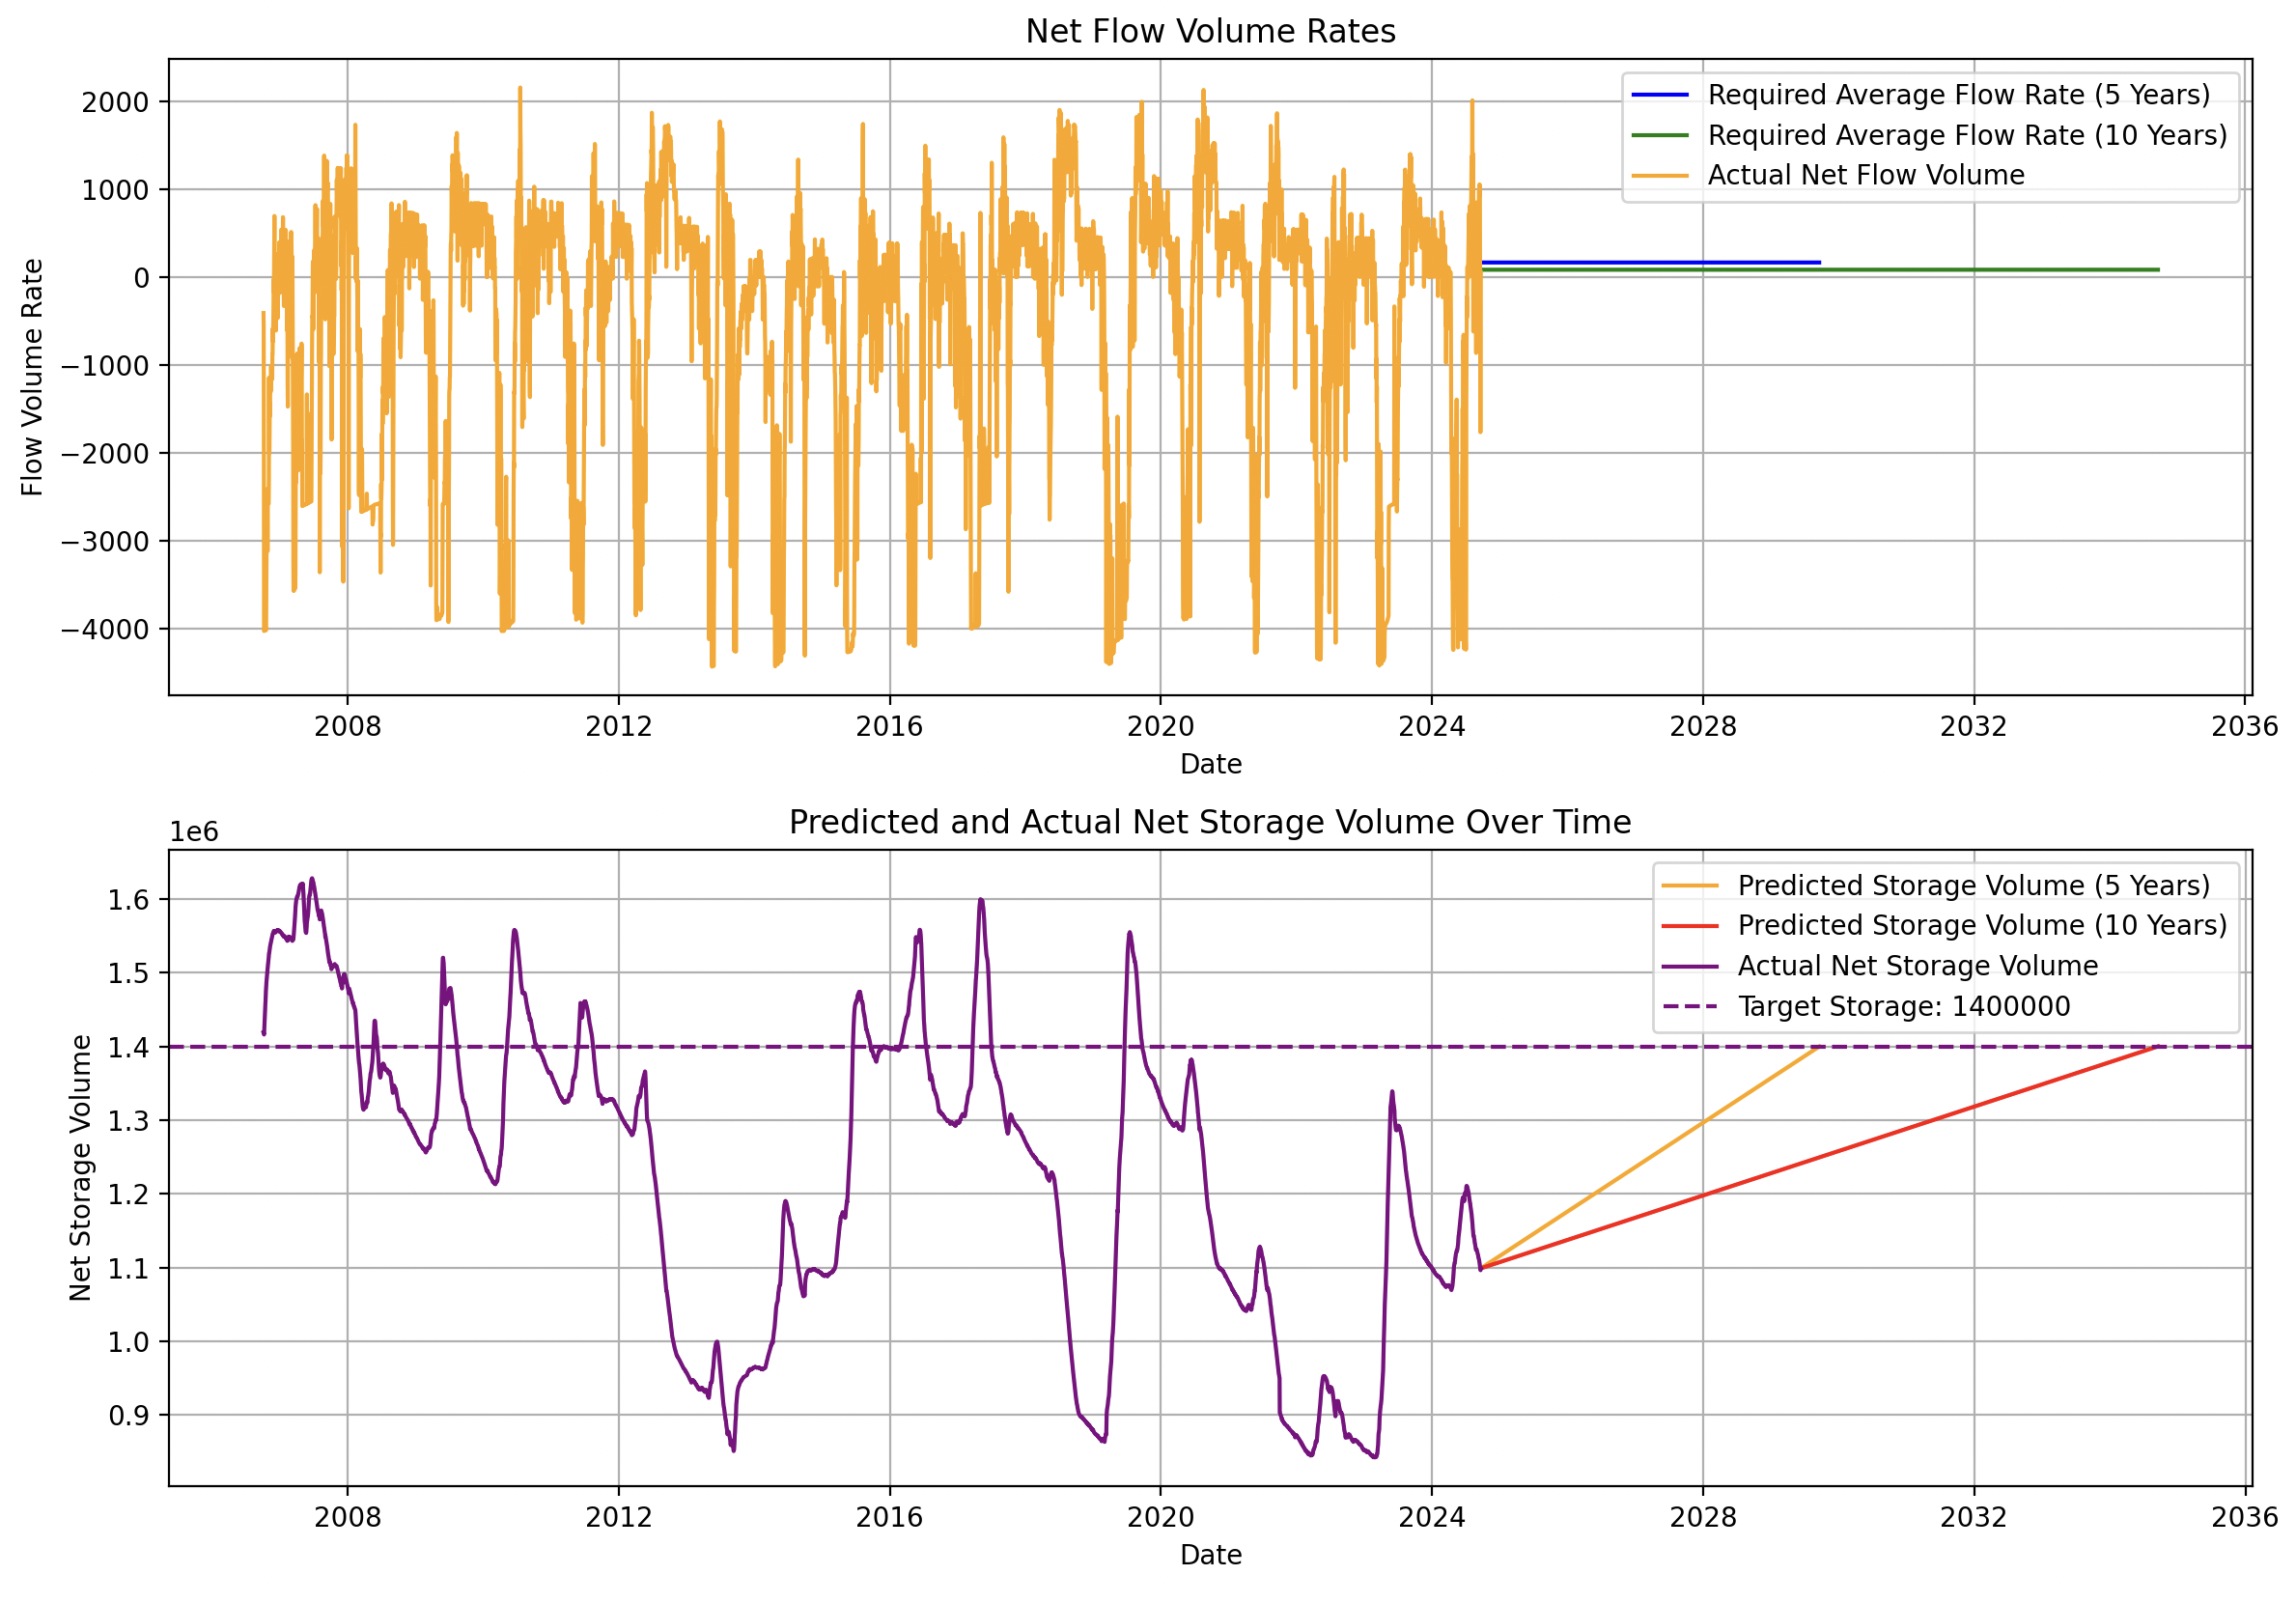 Net Flow Volume Rates
Flow Volume Rate
2000
1000
0
−1000
−2000
−3000
−4000
Required Average Flow Rate (5 Years)
Required Average Flow Rate (10 Years)
Actual Net Flow Volume
2008 2012 2016 2020 2024 2028 2032 2036
Date
Predicted and Actual Net Storage Volume Over Time
1e6
Net Storage Volume
1.6
1.5
1.4
1.3
1.2
1.1
1.0
0.9
Predicted Storage Volume (5 Years)
Predicted Storage Volume (10 Years)
Actual Net Storage Volume
Target Storage: 1400000
2008 2012 2016 2020 2024 2028 2032 2036
Date